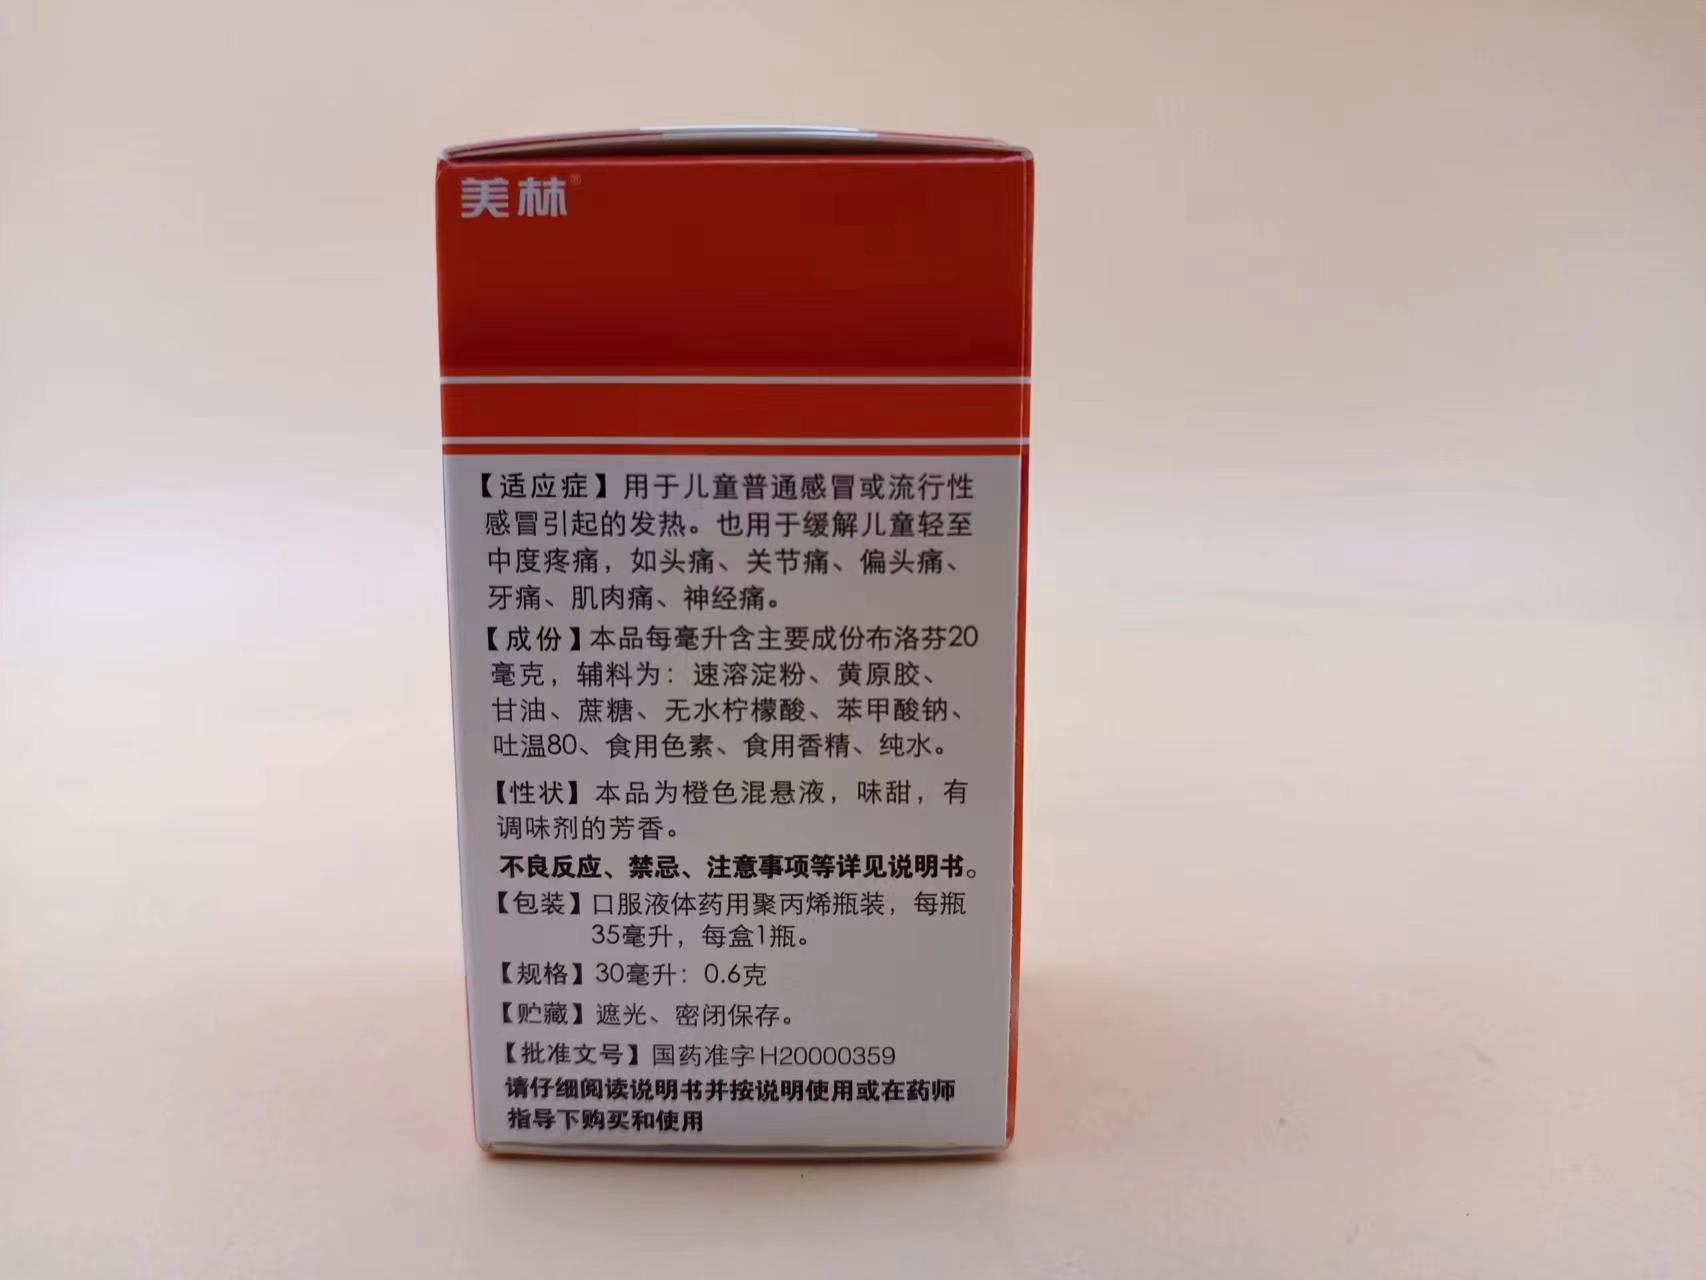 美林®
【适应症】用于儿童普通感冒或流行性
感冒引起的发热。也用于缓解儿童轻至
中度疼痛，如头痛、关节痛、偏头痛、
牙痛、肌肉痛、神经痛。
【成份】本品每毫升含主要成份布洛芬20
毫克，辅料为：速溶淀粉、黄原胶、
甘油、蔗糖、无水柠檬酸、苯甲酸钠、
吐温80、食用色素、食用香精、纯水。
【性状】本品为橙色混悬液，味甜，有
调味剂的芳香。
不良反应、禁忌、注意事项等详见说明书。
【包装】口服液体药用聚丙烯瓶装，每瓶
35毫升，每盒1瓶。
【规格】30毫升：0.6克
【贮藏】遮光、密闭保存。
【批准文号】国药准字H20000359
请仔细阅读说明书并按说明使用或在药师
指导下购买和使用